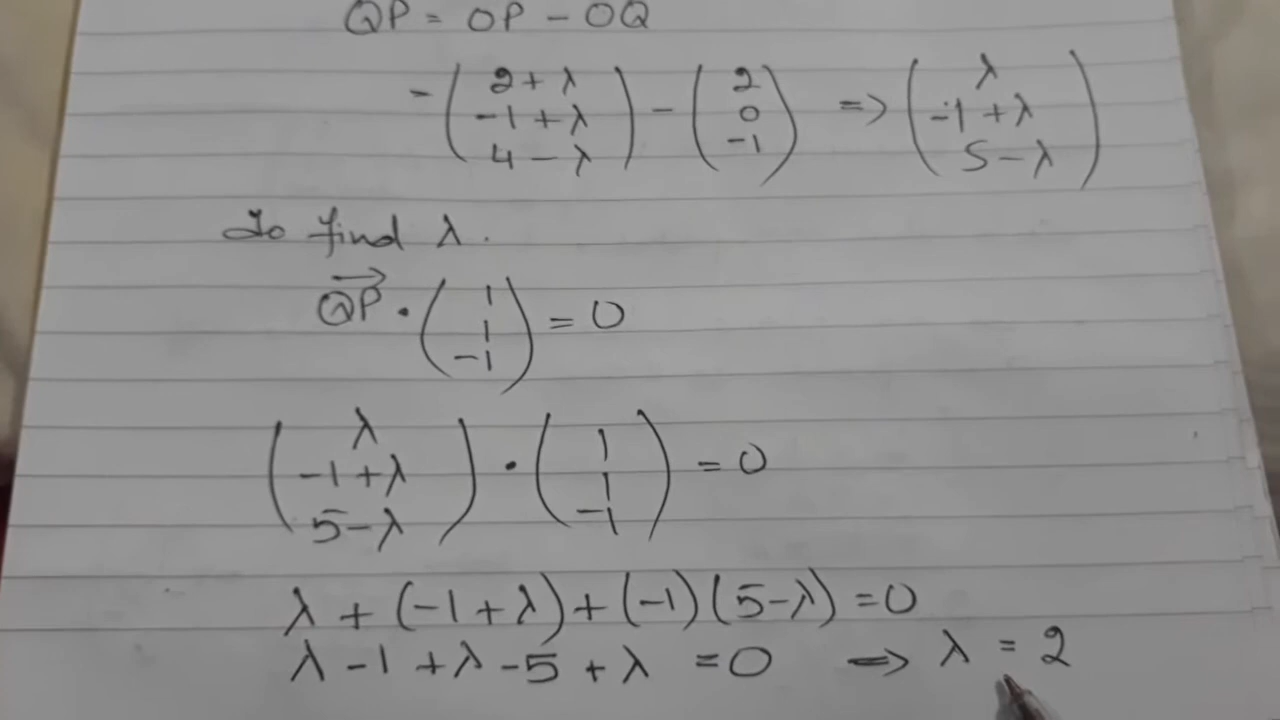 QP = OP - OQ
- (2+λ, -1+λ, 4-λ) - (2, 0, -1) => (λ, -1+λ, 5-λ)
To find λ.
QP · (1, 1, -1) = 0
(λ, -1+λ, 5-λ) · (1, 1, -1) = 0
λ + (-1+λ) + (-1)(5-λ) = 0
λ -1 +λ -5 +λ = 0 => λ = 2